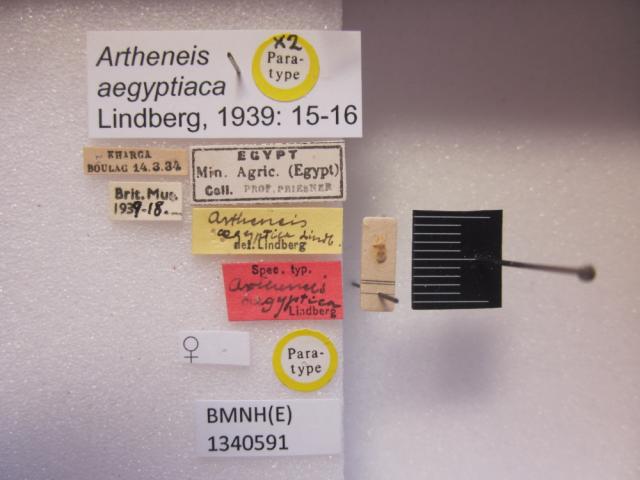 Artheneis
aegyptiaca
Lindberg, 1939: 15-16
x2
Para-
type
KHARGA
BOULAG 14.3.34
EGYPT
Min. Agric. (Egypt)
Coll. PROF. PRIESNER
Brit. Mus.
1939-18.
Artheneis
aegyptica Lindb.
det. Lindberg
Spec. typ.
Artheneis
aegyptica
Lindberg
♀
Para-
type
BMNH(E)
1340591